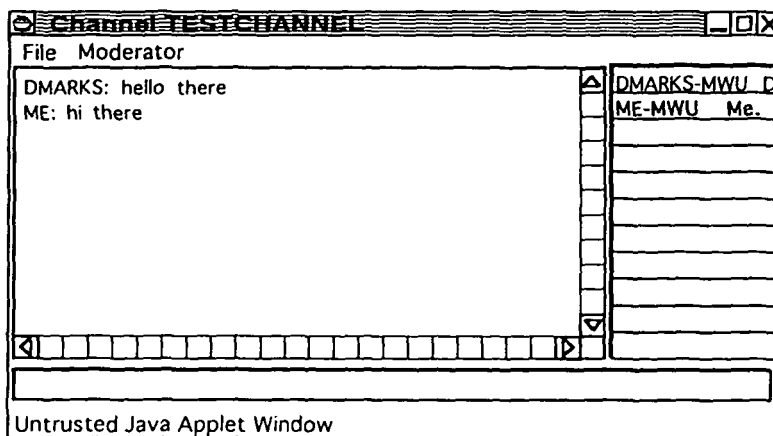 Channel TESTCHANNEL
File Moderator
DMARKS: hello there
ME: hi there
DMARKS-MWU D
ME-MWU Me.
Untrusted Java Applet Window